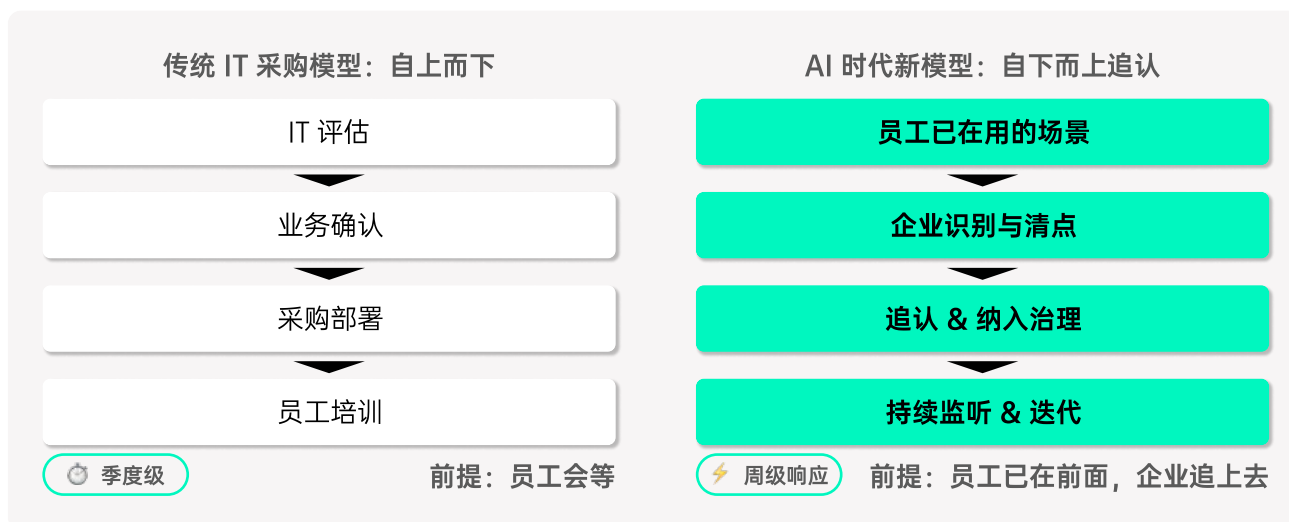 传统 IT 采购模型：自上而下
IT 评估
业务确认
采购部署
员工培训
季度级
前提：员工会等
AI 时代新模型：自下而上追认
员工已在用的场景
企业识别与清点
追认 & 纳入治理
持续监听 & 迭代
周级响应
前提：员工已在前面，企业追上去